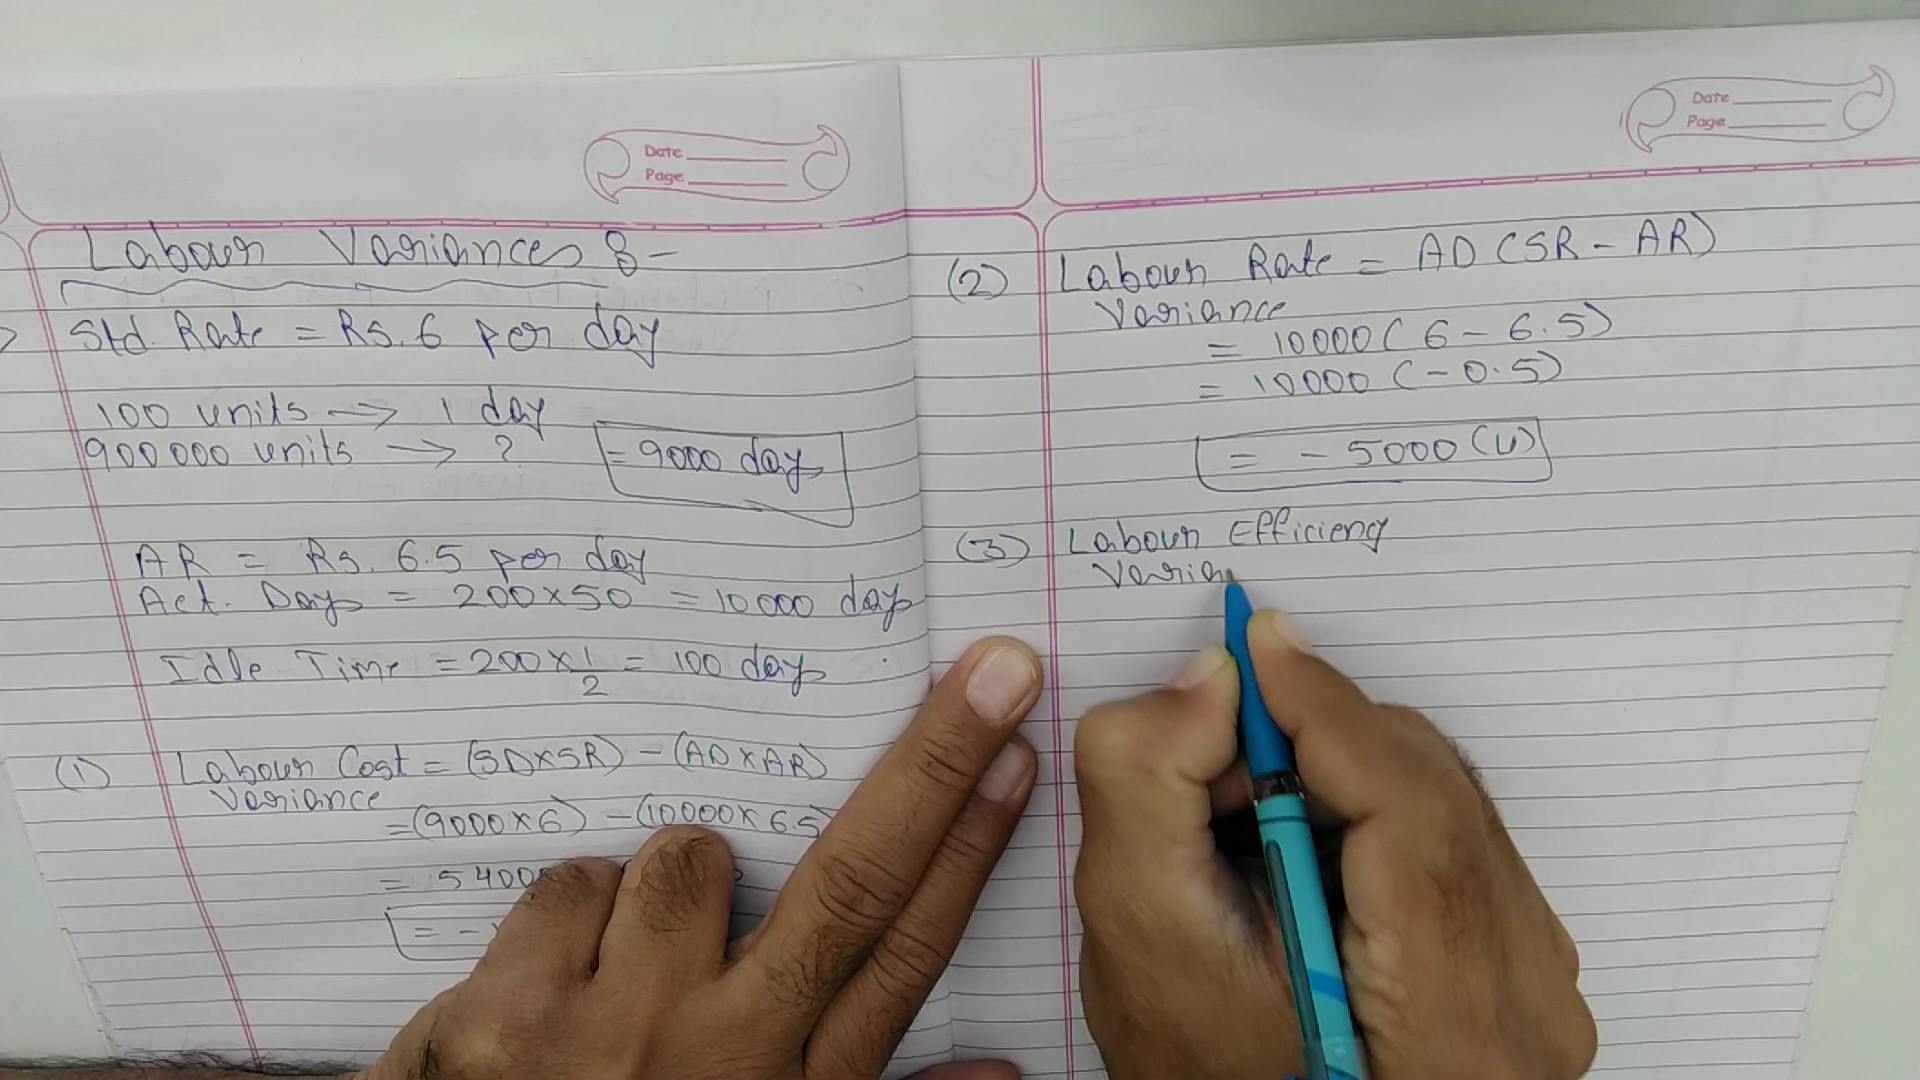 Date
Page
Labour Variances :-
Std. Rate = Rs. 6 per day
100 units → 1 day
900000 units → ? = 9000 days
AR = Rs. 6.5 per day
Act. Days = 200×50 = 10000 days
Idle Time = 200×1/2 = 100 days
(1) Labour Cost = (SD×SR) - (AD×AR)
Variance
= (9000×6) - (10000×6.5)
= 5400
= -
Date
Page
(2) Labour Rate = AD (SR - AR)
Variance
= 10000 (6 - 6.5)
= 10000 (-0.5)
= - 5000 (U)
(3) Labour Efficiency
Varian